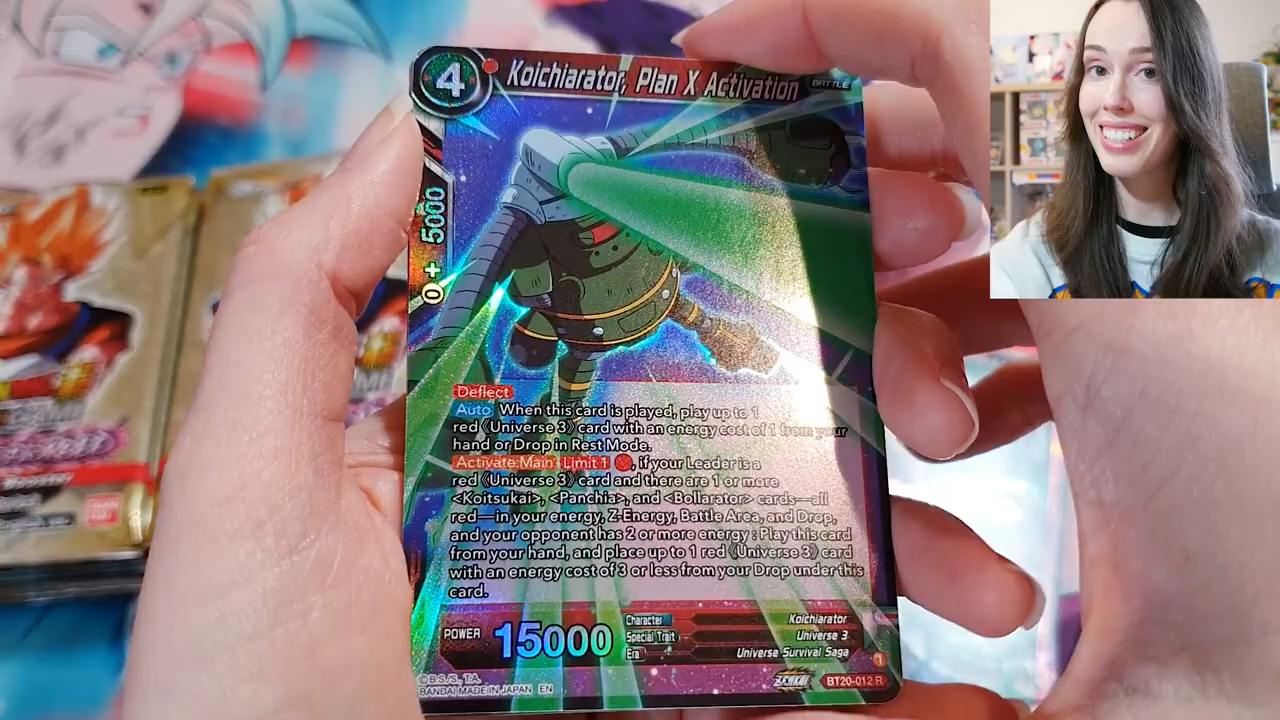 4
Koichiarator, Plan X Activation
BATTLE
0+ 5000
Deflect
Auto When this card is played, play up to 1
red《Universe 3》card with an energy cost of 1 from your
hand or Drop in Rest Mode.
Activate:Main Limit 1 , if your Leader is a
red《Universe 3》card and there are 1 or more
<Koitsukai>, <Panchia>, and <Bollarator> cards—all
red—in your energy, Z-Energy, Battle Area, and Drop,
and your opponent has 2 or more energy : Play this card
from your hand, and place up to 1 red《Universe 3》card
with an energy cost of 3 or less from your Drop under this
card.
POWER 15000
Character Koichiarator
Special Trait Universe 3
Era Universe Survival Saga
1
©B.S./S., T.A.
BANDAI MADE IN JAPAN EN
ZENKAI
BT20-012 R